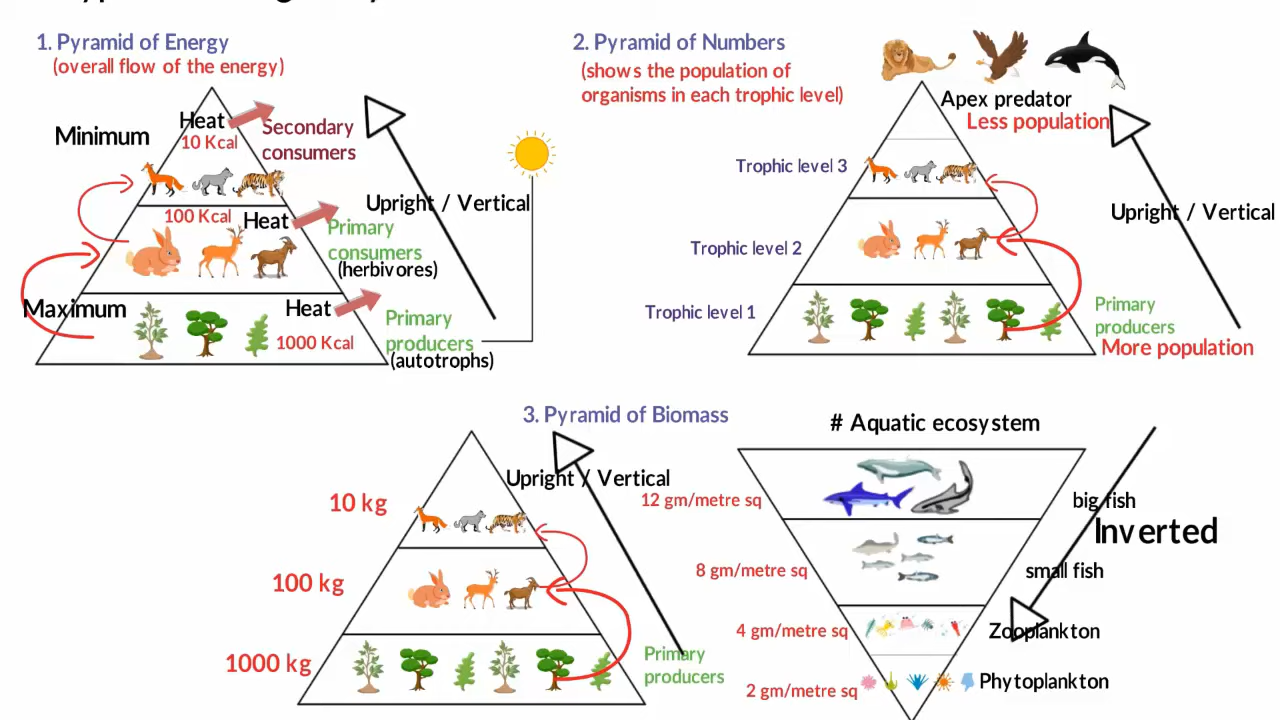 1. Pyramid of Energy
(overall flow of the energy)
Minimum
Heat
10 Kcal
Secondary
consumers
100 Kcal
Heat
Upright / Vertical
Primary
consumers
(herbivores)
Maximum
Heat
1000 Kcal
Primary
producers
(autotrophs)
2. Pyramid of Numbers
(shows the population of
organisms in each trophic level)
Apex predator
Less population
Trophic level 3
Upright / Vertical
Trophic level 2
Trophic level 1
Primary
producers
More population
3. Pyramid of Biomass
Upright / Vertical
10 kg
100 kg
1000 kg
Primary
producers
# Aquatic ecosystem
12 gm/metre sq
big fish
Inverted
8 gm/metre sq
small fish
4 gm/metre sq
Zooplankton
2 gm/metre sq
Phytoplankton